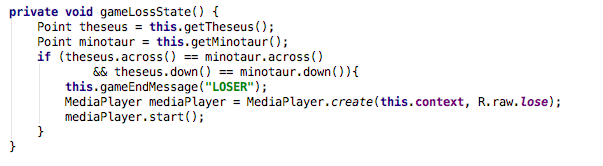 private void gameLossState() {
    Point theseus = this.getTheseus();
    Point minotaur = this.getMinotaur();
    if (theseus.across() == minotaur.across()
            && theseus.down() == minotaur.down()){
        this.gameEndMessage("LOSER");
        MediaPlayer mediaPlayer = MediaPlayer.create(this.context, R.raw.lose);
        mediaPlayer.start();
    }
}